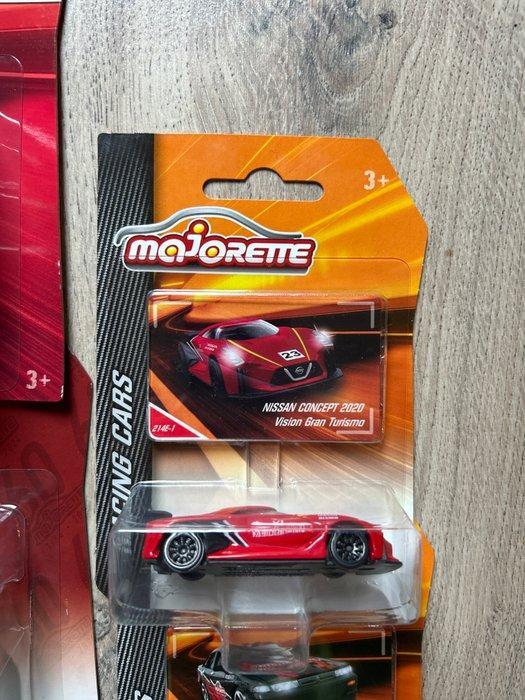 3+
majorette
23
NISSAN CONCEPT 2020
Vision Gran Turismo
214E-1
RACING CARS
3+